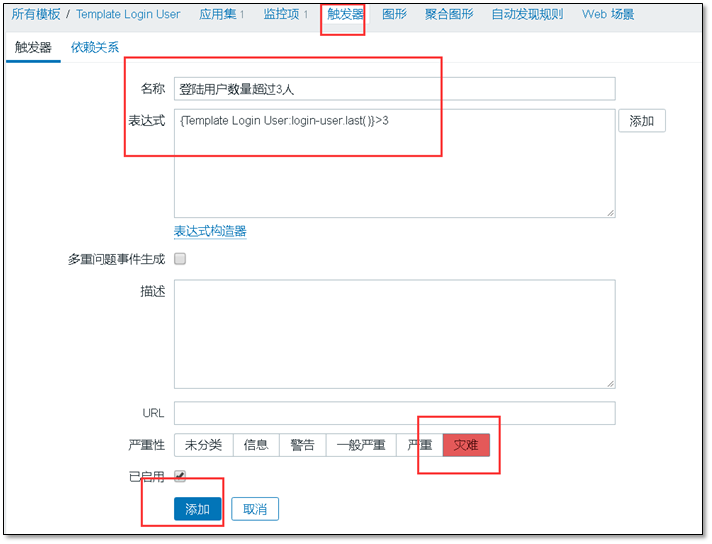 所有模板 / Template Login User 应用集 1 监控项 1 触发器 图形 聚合图形 自动发现规则 Web 场景
触发器 依赖关系
名称 登陆用户数量超过3人
表达式 {Template Login User:login-user.last()}>3 添加
表达式构造器
多重问题事件生成
描述
URL
严重性 未分类 信息 警告 一般严重 严重 灾难
已启用
添加 取消